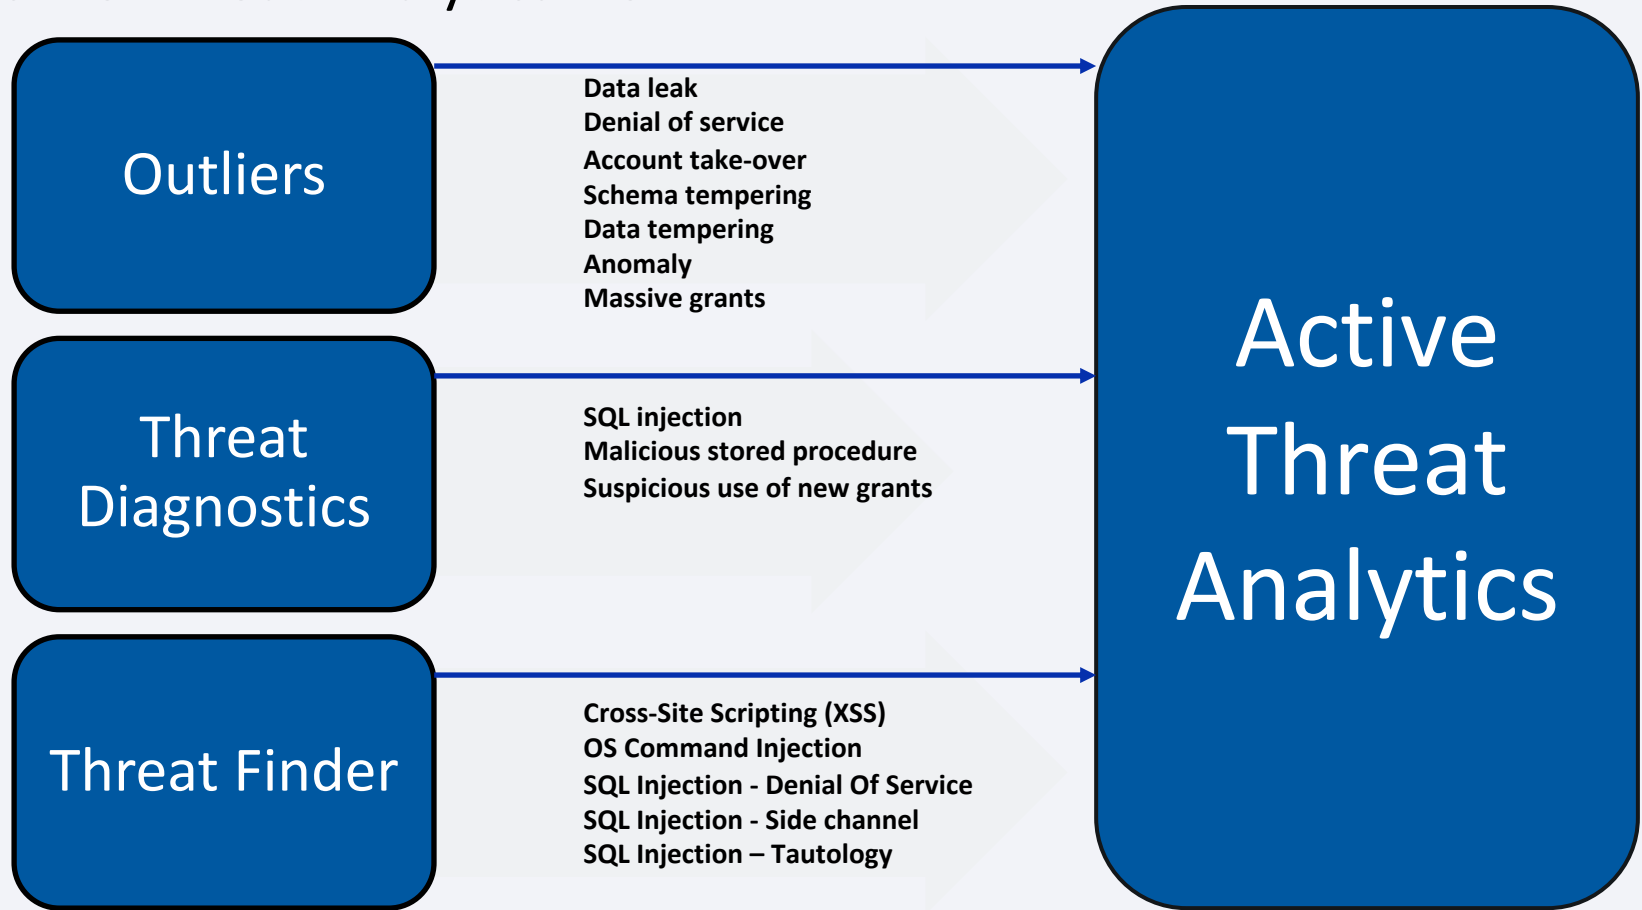 Outliers
Data leak
Denial of service
Account take-over
Schema tempering
Data tempering
Anomaly
Massive grants
Threat
Diagnostics
SQL injection
Malicious stored procedure
Suspicious use of new grants
Threat Finder
Cross-Site Scripting (XSS)
OS Command Injection
SQL Injection - Denial Of Service
SQL Injection - Side channel
SQL Injection – Tautology
Active
Threat
Analytics